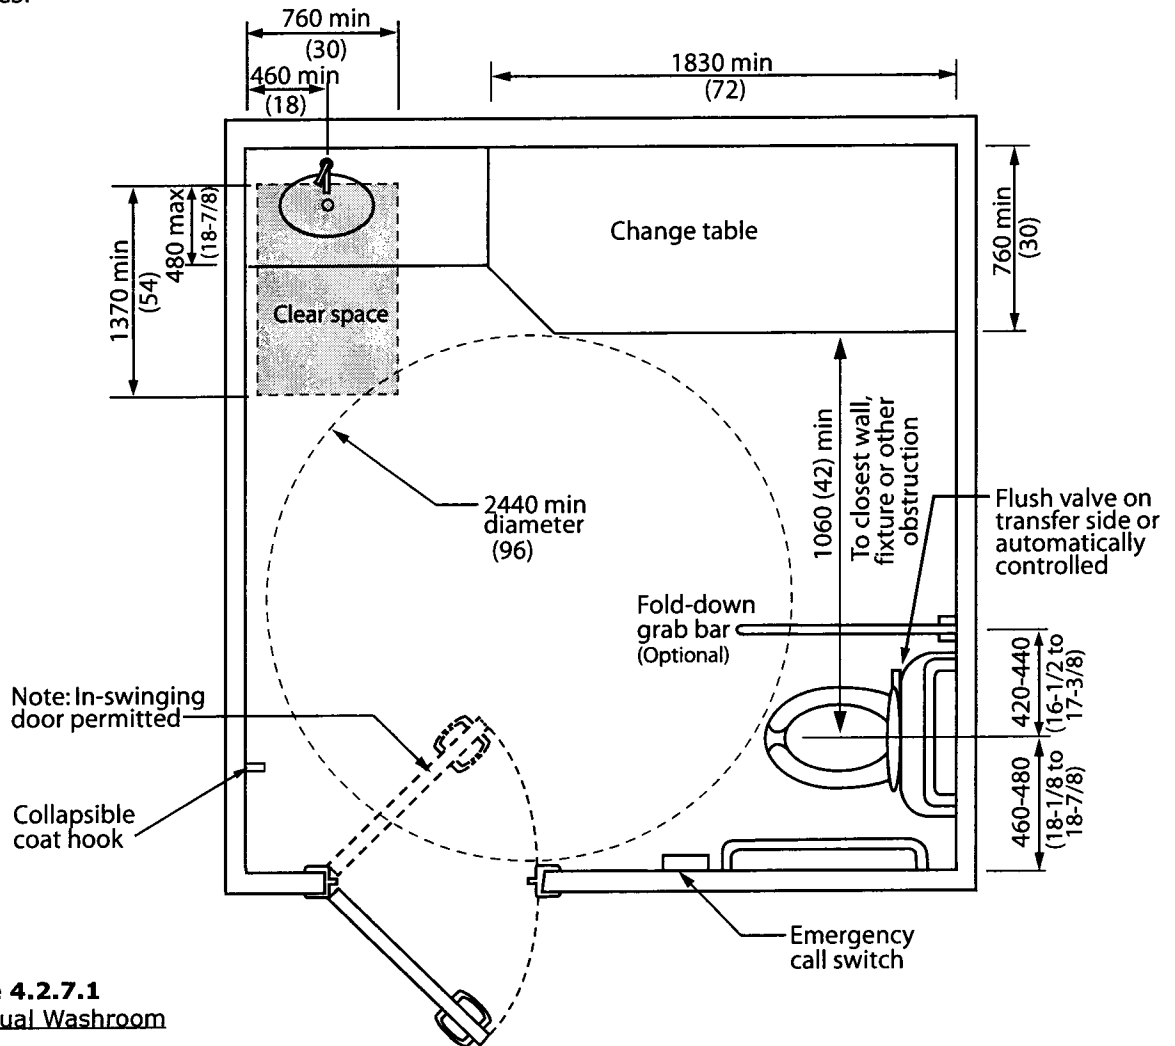 760 min
(30)
460 min
(18)
1830 min
(72)
1370 min
(54)
480 max
(18-7/8)
Change table
760 min
(30)
Clear space
2440 min
diameter
(96)
1060 (42) min
To closest wall,
fixture or other
obstruction
Flush valve on
transfer side or
automatically
controlled
Fold-down
grab bar
(Optional)
420-440
(16-1/2 to
17-3/8)
Note: In-swinging
door permitted
460-480
(18-1/8 to
18-7/8)
Collapsible
coat hook
Emergency
call switch
4.2.7.1
Washroom